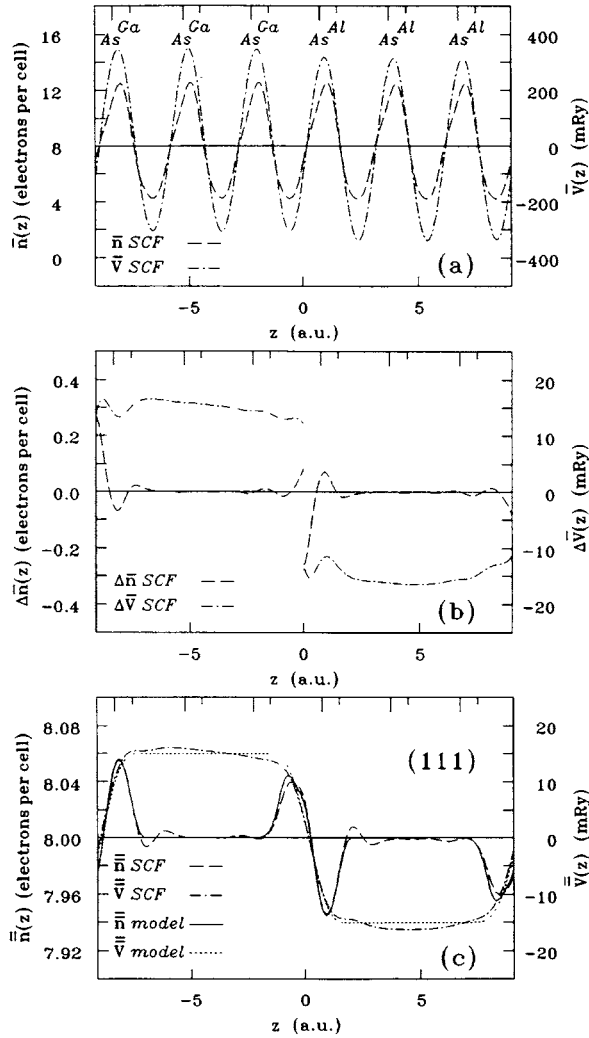 16
12
8
4
0
n̄(z) (electrons per cell)
As Ga As Ga As Ga As Al As Al As Al
400
200
0
-200
-400
V̄(z) (mRy)
n̄ SCF
V̄ SCF
(a)
-5 0 5
z (a.u.)
0.4
0.2
0.0
-0.2
-0.4
Δn̄(z) (electrons per cell)
20
10
0
-10
-20
ΔV̄(z) (mRy)
Δn̄ SCF
ΔV̄ SCF
(b)
-5 0 5
z (a.u.)
8.08
8.04
8.00
7.96
7.92
n̿(z) (electrons per cell)
(111)
20
10
0
-10
-20
V̿(z) (mRy)
n̿ SCF
V̿ SCF
n̿ model
V̿ model
(c)
-5 0 5
z (a.u.)